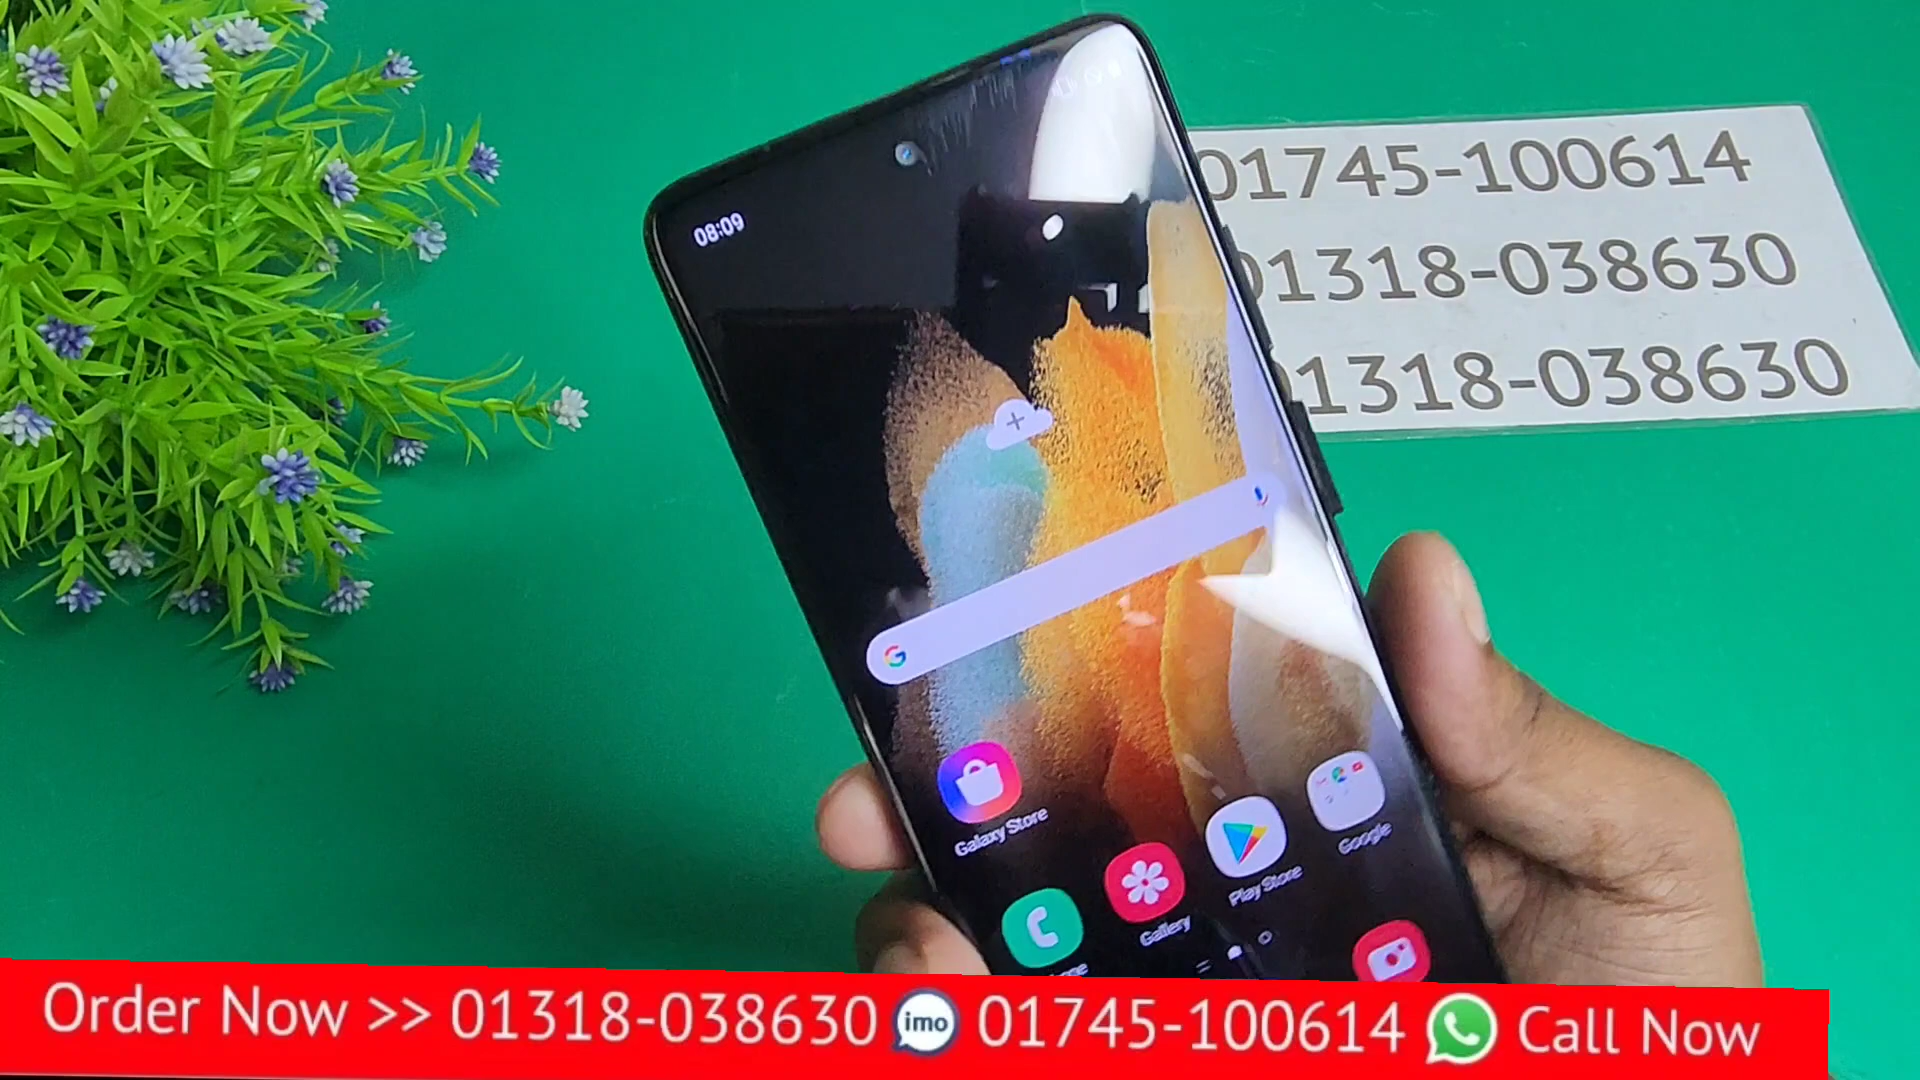 08:09
01745-100614
01318-038630
01318-038630
Galaxy Store
Gallery
Play Store
Google
Order Now >> 01318-038630 imo 01745-100614 Call Now